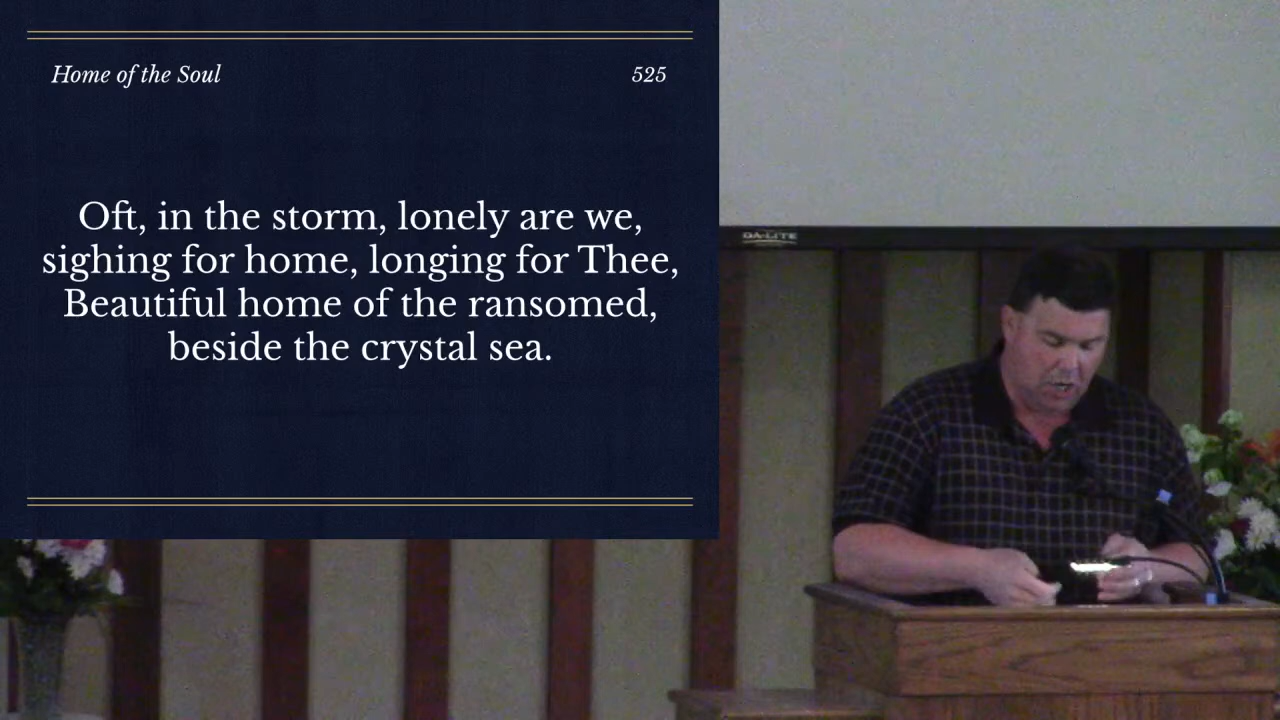 Home of the Soul 525
Oft, in the storm, lonely are we,
sighing for home, longing for Thee,
Beautiful home of the ransomed,
beside the crystal sea.
DA-LITE